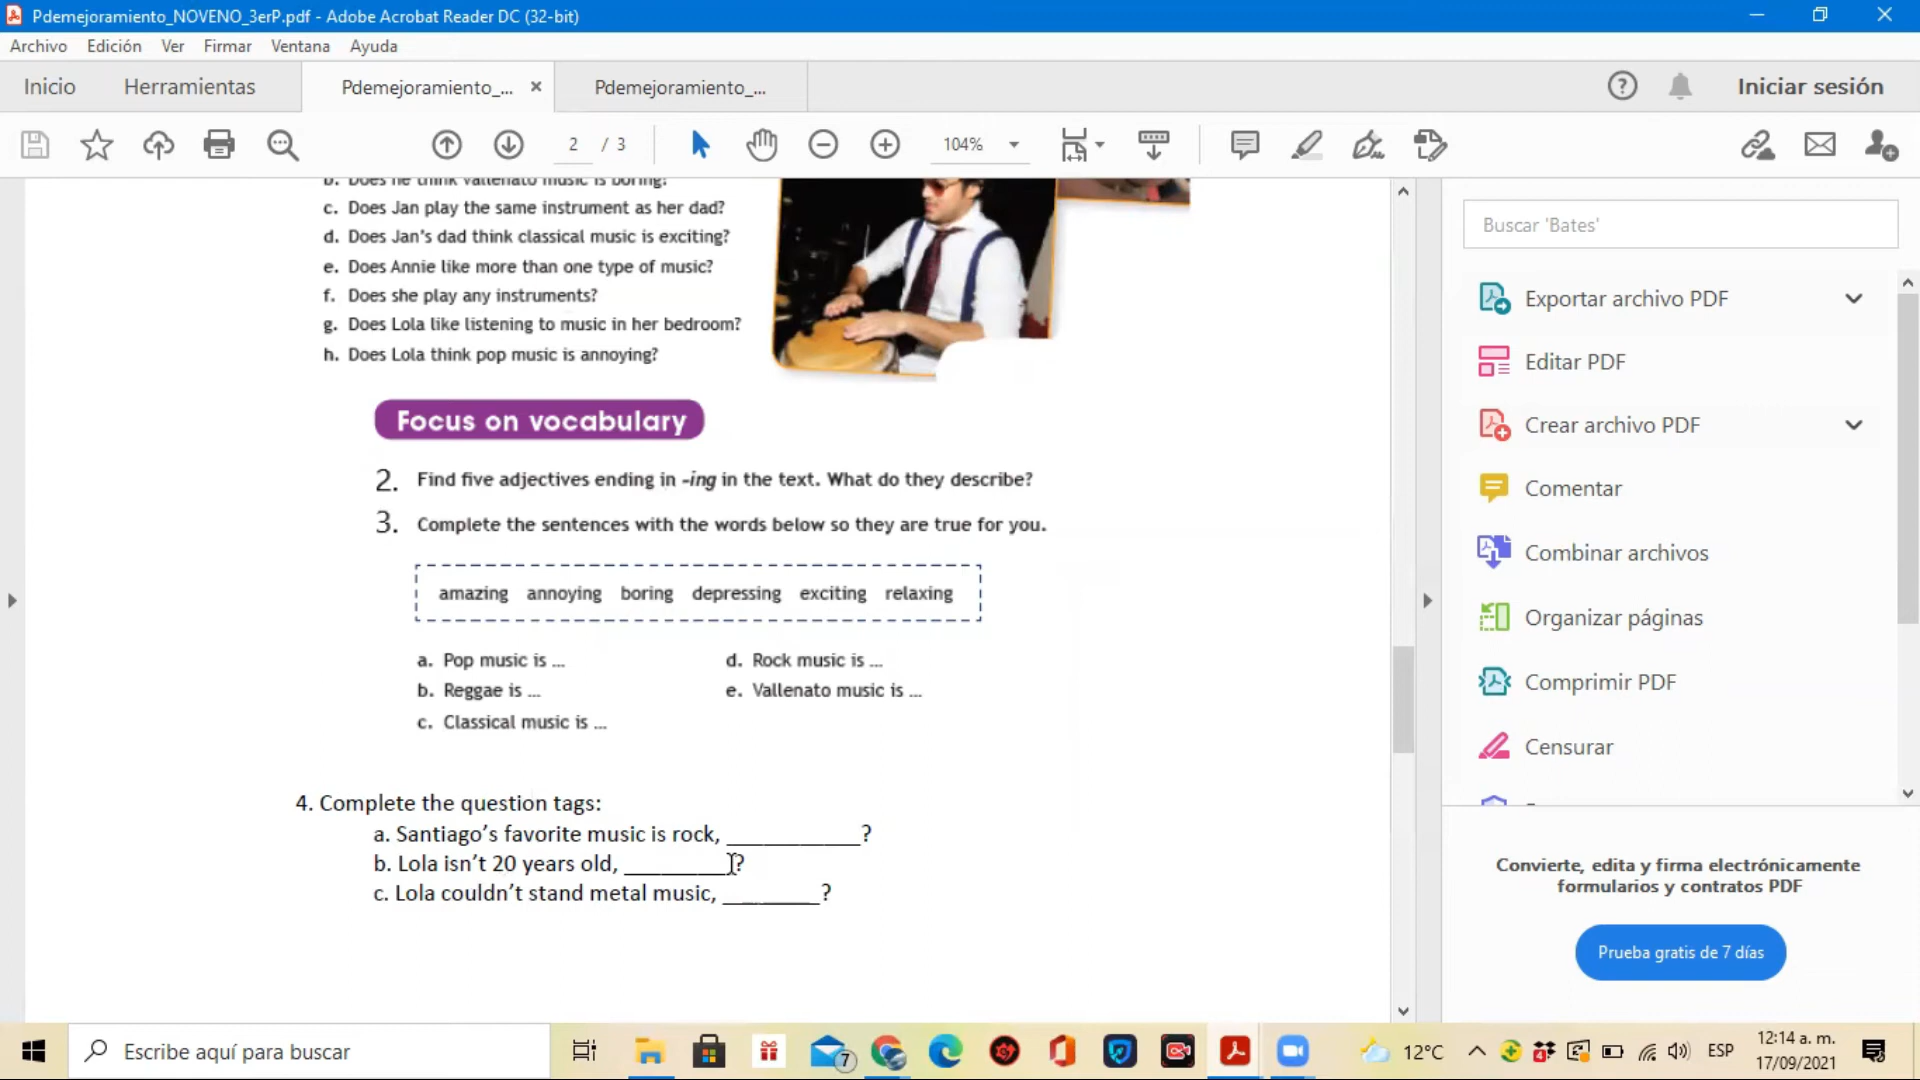 Pdemejoramiento_NOVENO_3erP.pdf - Adobe Acrobat Reader DC (32-bit)
Archivo Edición Ver Firmar Ventana Ayuda
Inicio Herramientas Pdemejoramiento_... × Pdemejoramiento_... Iniciar sesión
2 / 3 104%
b. Does he think vallenato music is boring?
c. Does Jan play the same instrument as her dad?
d. Does Jan's dad think classical music is exciting?
e. Does Annie like more than one type of music?
f. Does she play any instruments?
g. Does Lola like listening to music in her bedroom?
h. Does Lola think pop music is annoying?
Focus on vocabulary
2. Find five adjectives ending in -ing in the text. What do they describe?
3. Complete the sentences with the words below so they are true for you.
amazing annoying boring depressing exciting relaxing
a. Pop music is ...
b. Reggae is ...
c. Classical music is ...
d. Rock music is ...
e. Vallenato music is ...
4. Complete the question tags:
a. Santiago’s favorite music is rock, ___________?
b. Lola isn’t 20 years old, _________?
c. Lola couldn’t stand metal music, ________?
Buscar 'Bates'
Exportar archivo PDF
Editar PDF
Crear archivo PDF
Comentar
Combinar archivos
Organizar páginas
Comprimir PDF
Censurar
Convierte, edita y firma electrónicamente
formularios y contratos PDF
Prueba gratis de 7 días
Escribe aquí para buscar
7
12°C
4
ESP
12:14 a. m.
17/09/2021